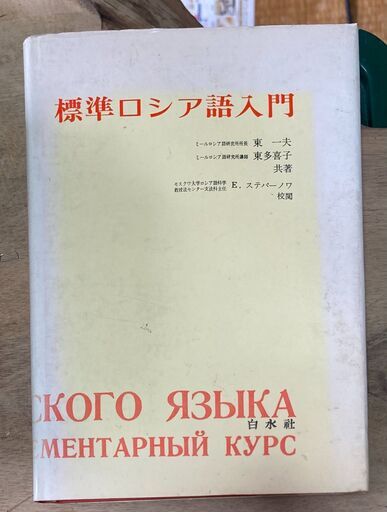 標準ロシア語入門
ミールロシア語研究所所長 東 一夫
ミールロシア語研究所講師 東多喜子
共著
モスクワ大学ロシア語科学
教授法センター文法科主任 E. ステパーノワ
校閲
СКОГО ЯЗЫКА
白水社
ЕМЕНТАРНЫЙ КУРС